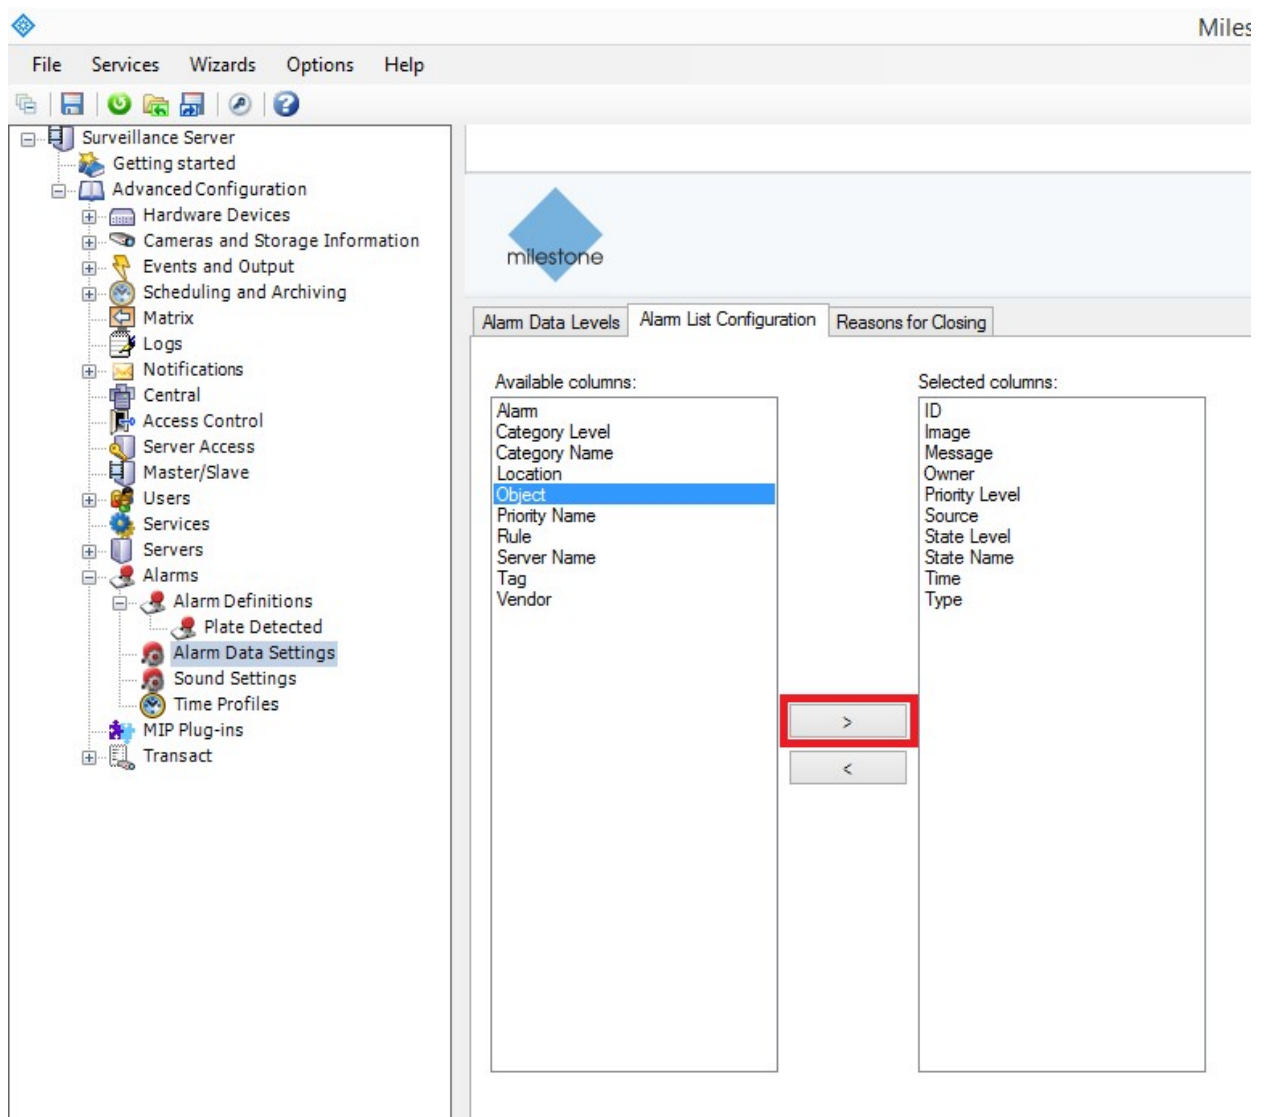 Miles
File Services Wizards Options Help
Surveillance Server
Getting started
Advanced Configuration
Hardware Devices
Cameras and Storage Information
Events and Output
Scheduling and Archiving
Matrix
Logs
Notifications
Central
Access Control
Server Access
Master/Slave
Users
Services
Servers
Alarms
Alarm Definitions
Plate Detected
Alarm Data Settings
Sound Settings
Time Profiles
MIP Plug-ins
Transact
milestone
Alarm Data Levels Alarm List Configuration Reasons for Closing
Available columns:
Alarm
Category Level
Category Name
Location
Object
Priority Name
Rule
Server Name
Tag
Vendor
>
<
Selected columns:
ID
Image
Message
Owner
Priority Level
Source
State Level
State Name
Time
Type